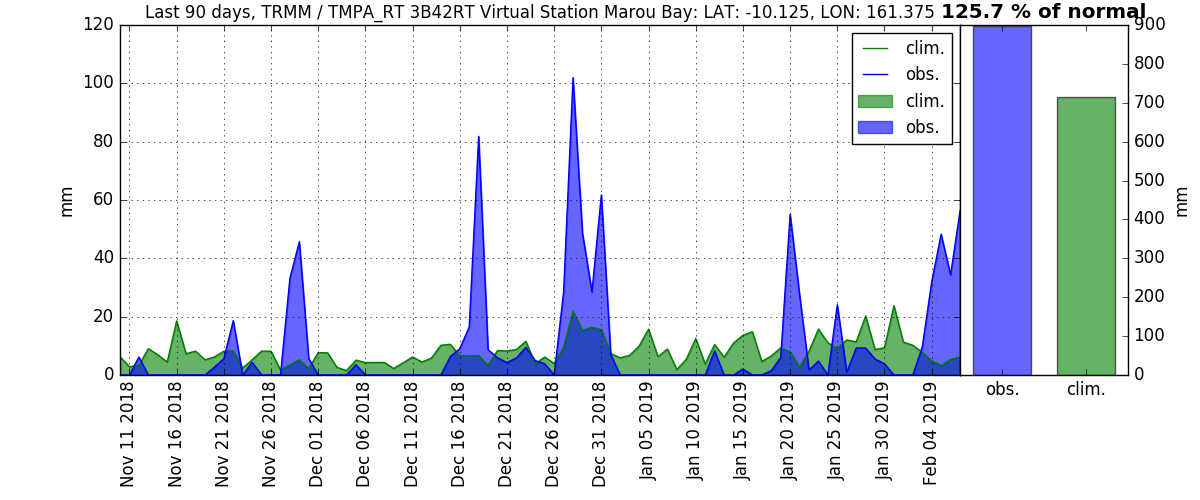 Last 90 days, TRMM / TMPA_RT 3B42RT Virtual Station Marou Bay: LAT: -10.125, LON: 161.375 125.7 % of normal
120
100
80
60
40
20
0
mm
clim.
obs.
clim.
obs.
900
800
700
600
500
400
300
200
100
0
mm
obs.
clim.
Nov 11 2018
Nov 16 2018
Nov 21 2018
Nov 26 2018
Dec 01 2018
Dec 06 2018
Dec 11 2018
Dec 16 2018
Dec 21 2018
Dec 26 2018
Dec 31 2018
Jan 05 2019
Jan 10 2019
Jan 15 2019
Jan 20 2019
Jan 25 2019
Jan 30 2019
Feb 04 2019